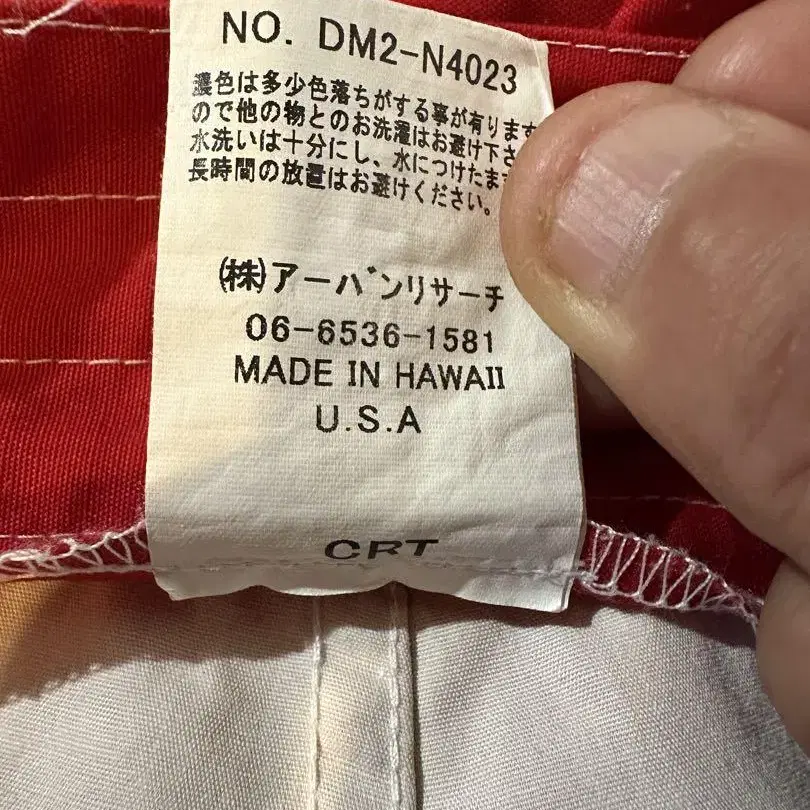 NO. DM2-N4023
濃色は多少色落ちがする事が有ります
ので他の物とのお洗濯はお避け下さ
水洗いは十分にし、水につけたまま
長時間の放置はお避けください。
㈱アーバンリサーチ
06-6536-1581
MADE IN HAWAII
U.S.A
CRT